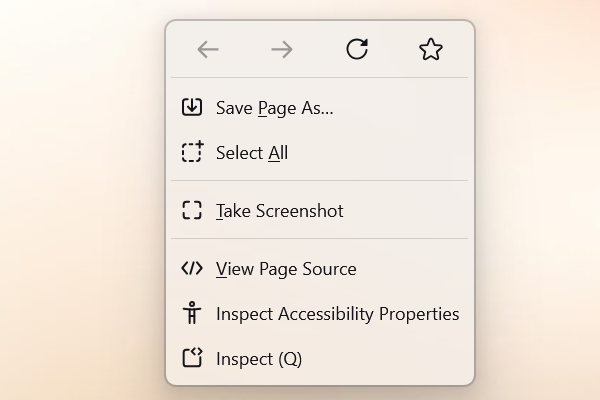 Save Page As...
Select All
Take Screenshot
View Page Source
Inspect Accessibility Properties
Inspect (Q)